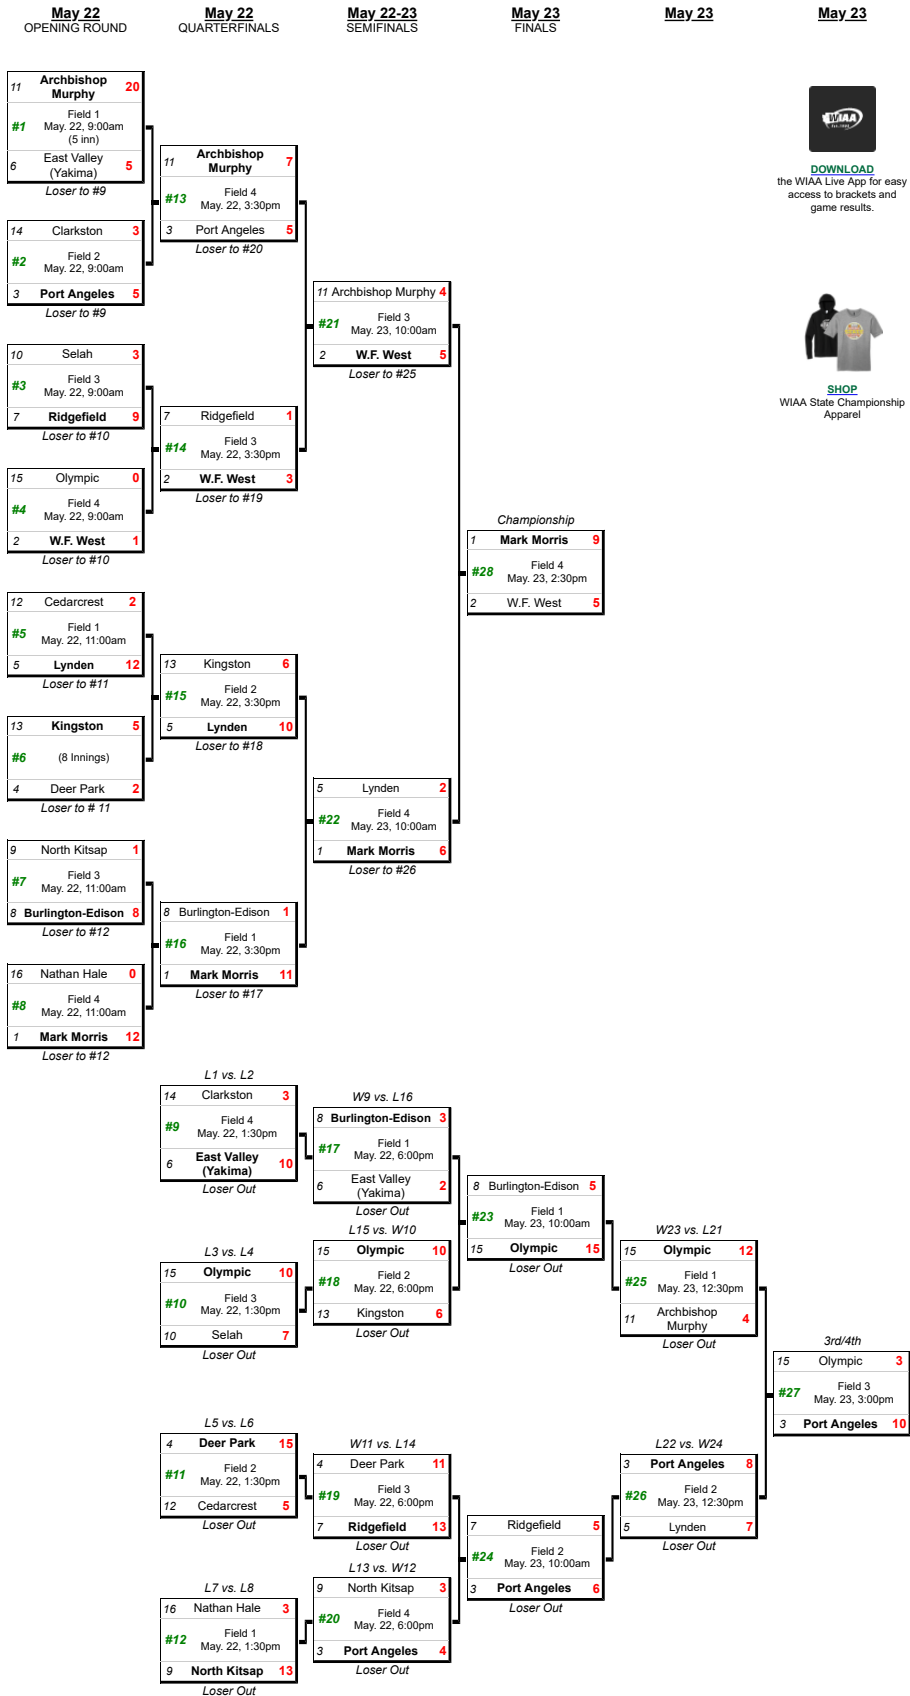 May 22
OPENING ROUND
May 22
QUARTERFINALS
May 22-23
SEMIFINALS
May 23
FINALS
May 23
May 23
11 Archbishop Murphy 20
#1 Field 1
May. 22, 9:00am
(5 inn)
6 East Valley (Yakima) 5
Loser to #9
14 Clarkston 3
#2 Field 2
May. 22, 9:00am
3 Port Angeles 5
Loser to #9
10 Selah 3
#3 Field 3
May. 22, 9:00am
7 Ridgefield 9
Loser to #10
15 Olympic 0
#4 Field 4
May. 22, 9:00am
2 W.F. West 1
Loser to #10
12 Cedarcrest 2
#5 Field 1
May. 22, 11:00am
5 Lynden 12
Loser to #11
13 Kingston 5
#6 (8 Innings)
4 Deer Park 2
Loser to # 11
9 North Kitsap 1
#7 Field 3
May. 22, 11:00am
8 Burlington-Edison 8
Loser to #12
16 Nathan Hale 0
#8 Field 4
May. 22, 11:00am
1 Mark Morris 12
Loser to #12
11 Archbishop Murphy 7
#13 Field 4
May. 22, 3:30pm
3 Port Angeles 5
Loser to #20
7 Ridgefield 1
#14 Field 3
May. 22, 3:30pm
2 W.F. West 3
Loser to #19
13 Kingston 6
#15 Field 2
May. 22, 3:30pm
5 Lynden 10
Loser to #18
8 Burlington-Edison 1
#16 Field 1
May. 22, 3:30pm
1 Mark Morris 11
Loser to #17
11 Archbishop Murphy 4
#21 Field 3
May. 23, 10:00am
2 W.F. West 5
Loser to #25
5 Lynden 2
#22 Field 4
May. 23, 10:00am
1 Mark Morris 6
Loser to #26
Championship
1 Mark Morris 9
#28 Field 4
May. 23, 2:30pm
2 W.F. West 5
WIAA
DOWNLOAD
the WIAA Live App for easy
access to brackets and
game results.
SHOP
WIAA State Championship
Apparel
L1 vs. L2
14 Clarkston 3
#9 Field 4
May. 22, 1:30pm
6 East Valley (Yakima) 10
Loser Out
L3 vs. L4
15 Olympic 10
#10 Field 3
May. 22, 1:30pm
10 Selah 7
Loser Out
L5 vs. L6
4 Deer Park 15
#11 Field 2
May. 22, 1:30pm
12 Cedarcrest 5
Loser Out
L7 vs. L8
16 Nathan Hale 3
#12 Field 1
May. 22, 1:30pm
9 North Kitsap 13
Loser Out
W9 vs. L16
8 Burlington-Edison 3
#17 Field 1
May. 22, 6:00pm
6 East Valley (Yakima) 2
Loser Out
L15 vs. W10
15 Olympic 10
#18 Field 2
May. 22, 6:00pm
13 Kingston 6
Loser Out
W11 vs. L14
4 Deer Park 11
#19 Field 3
May. 22, 6:00pm
7 Ridgefield 13
Loser Out
L13 vs. W12
9 North Kitsap 3
#20 Field 4
May. 22, 6:00pm
3 Port Angeles 4
Loser Out
8 Burlington-Edison 5
#23 Field 1
May. 23, 10:00am
15 Olympic 15
Loser Out
7 Ridgefield 5
#24 Field 2
May. 23, 10:00am
3 Port Angeles 6
Loser Out
W23 vs. L21
15 Olympic 12
#25 Field 1
May. 23, 12:30pm
11 Archbishop Murphy 4
Loser Out
L22 vs. W24
3 Port Angeles 8
#26 Field 2
May. 23, 12:30pm
5 Lynden 7
Loser Out
3rd/4th
15 Olympic 3
#27 Field 3
May. 23, 3:00pm
3 Port Angeles 10